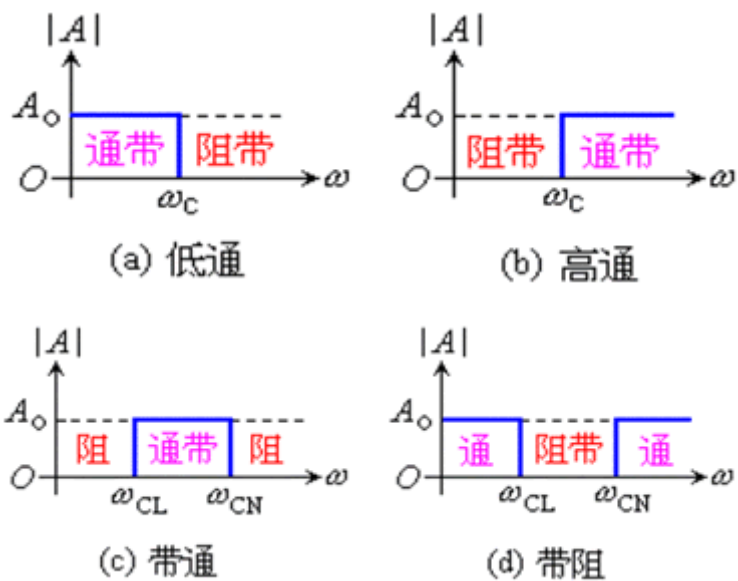 |A| |A|
A₀ A₀
通带 阻带 阻带 通带
O ω_C ω O ω_C ω
(a) 低通 (b) 高通
|A| |A|
A₀ A₀
阻 通带 阻 通 阻带 通
O ω_CL ω_CN ω O ω_CL ω_CN ω
(c) 带通 (d) 带阻